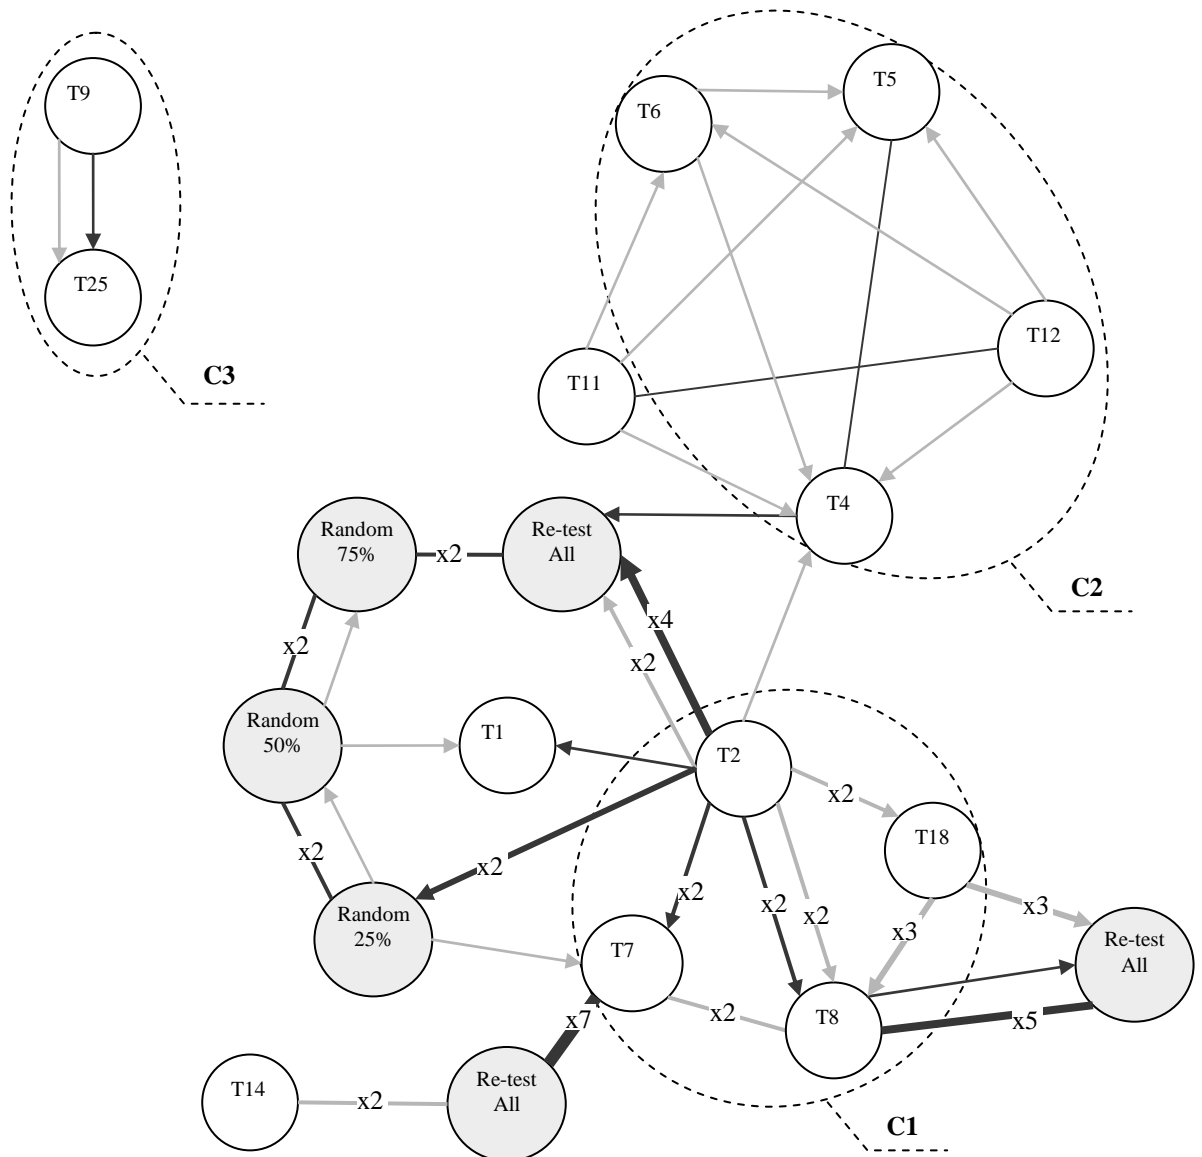 T9
T5
T6
T25
T12
C3
T11
T4
Random
75%
x2
Re-test
All
C2
x4
x2
x2
Random
50%
T1
T2
x2
T18
x2
x2
x2
x2
x2
x3
x3
Random
25%
T7
Re-test
All
x2
T8
x5
x7
T14
x2
Re-test
All
C1